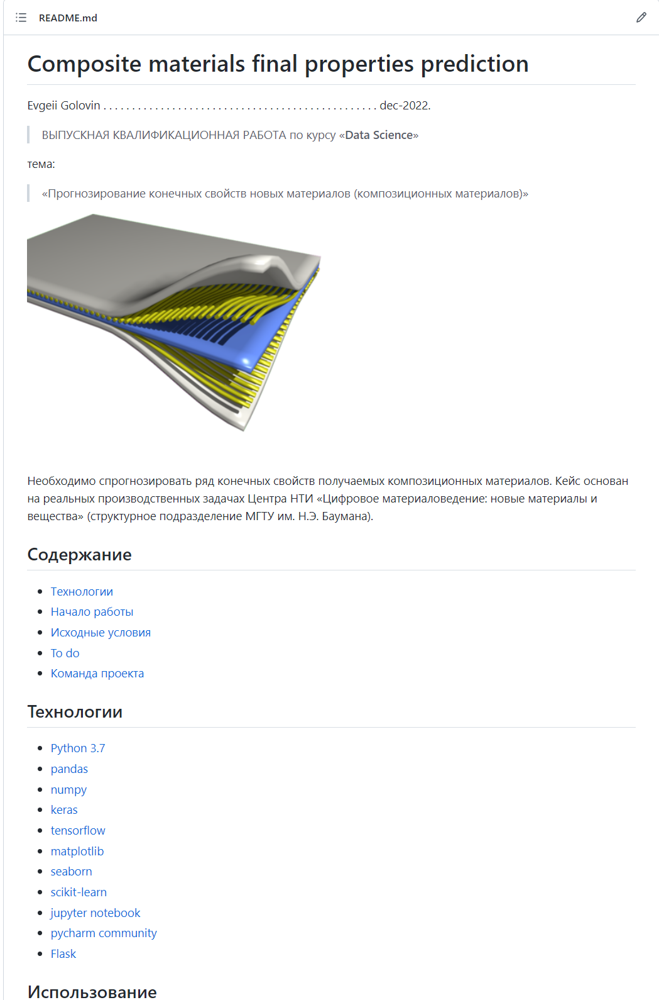 README.md
Composite materials final properties prediction
Evgeii Golovin . . . . . . . . . . . . . . . . . . . . . . . . . . . . . . . . . . . . . . . . . . . . . . . . dec-2022.
ВЫПУСКНАЯ КВАЛИФИКАЦИОННАЯ РАБОТА по курсу «Data Science»
тема:
«Прогнозирование конечных свойств новых материалов (композиционных материалов)»
Необходимо спрогнозировать ряд конечных свойств получаемых композиционных материалов. Кейс основан
на реальных производственных задачах Центра НТИ «Цифровое материаловедение: новые материалы и
вещества» (структурное подразделение МГТУ им. Н.Э. Баумана).
Содержание
Технологии
Начало работы
Исходные условия
To do
Команда проекта
Технологии
Python 3.7
pandas
numpy
keras
tensorflow
matplotlib
seaborn
scikit-learn
jupyter notebook
pycharm community
Flask
Использование